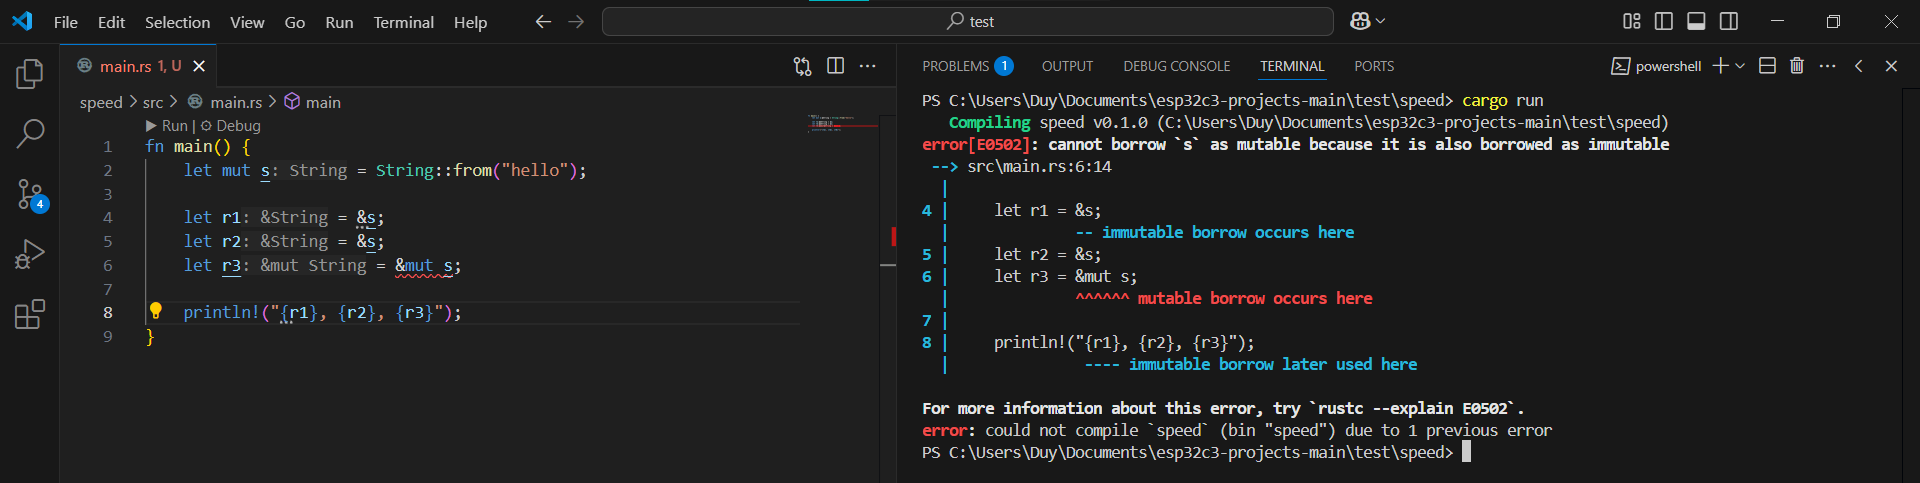 File Edit Selection View Go Run Terminal Help
test
main.rs 1, U
speed > src > main.rs > main
Run | Debug
1 fn main() {
2 let mut s: String = String::from("hello");
3
4 let r1: &String = &s;
5 let r2: &String = &s;
6 let r3: &mut String = &mut s;
7
8 println!("{r1}, {r2}, {r3}");
9 }
4
PROBLEMS 1 OUTPUT DEBUG CONSOLE TERMINAL PORTS
powershell
PS C:\Users\Duy\Documents\esp32c3-projects-main\test\speed> cargo run
Compiling speed v0.1.0 (C:\Users\Duy\Documents\esp32c3-projects-main\test\speed)
error[E0502]: cannot borrow `s` as mutable because it is also borrowed as immutable
--> src\main.rs:6:14
|
4 | let r1 = &s;
| -- immutable borrow occurs here
5 | let r2 = &s;
6 | let r3 = &mut s;
| ^^^^^^ mutable borrow occurs here
7 |
8 | println!("{r1}, {r2}, {r3}");
| ---- immutable borrow later used here
For more information about this error, try `rustc --explain E0502`.
error: could not compile `speed` (bin "speed") due to 1 previous error
PS C:\Users\Duy\Documents\esp32c3-projects-main\test\speed>